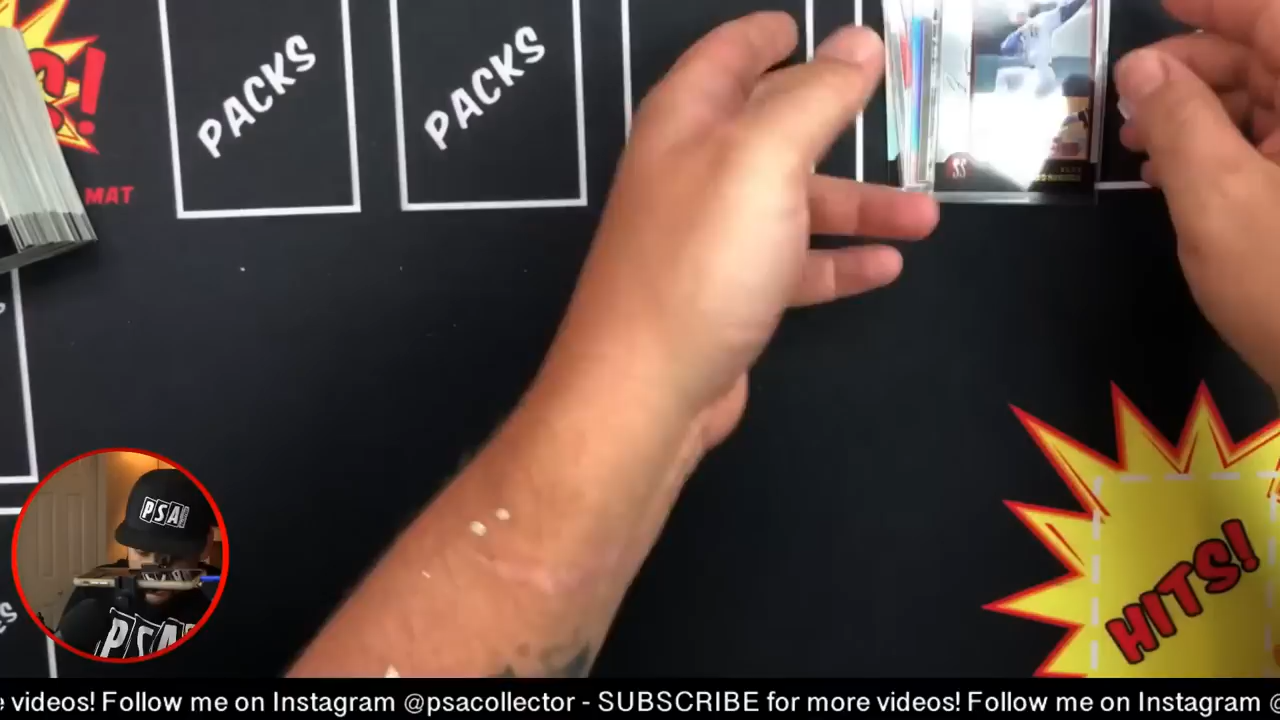 PACKS
PACKS
MAT
SS
HITS!
PSA
PSA
e videos! Follow me on Instagram @psacollector - SUBSCRIBE for more videos! Follow me on Instagram @